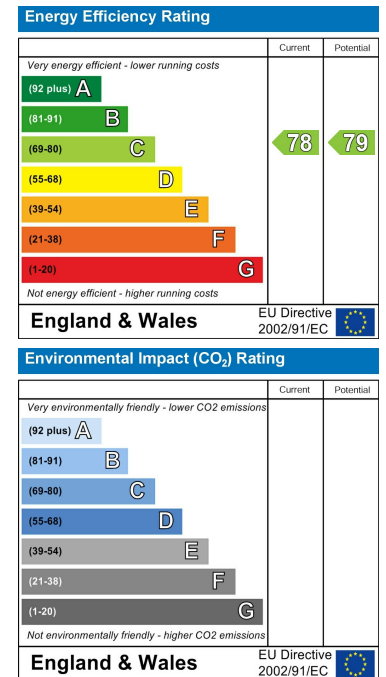 Energy Efficiency Rating
Current Potential
Very energy efficient - lower running costs
(92 plus) A
(81-91) B
(69-80) C 78 79
(55-68) D
(39-54) E
(21-38) F
(1-20) G
Not energy efficient - higher running costs
England & Wales
EU Directive
2002/91/EC
Environmental Impact (CO₂) Rating
Current Potential
Very environmentally friendly - lower CO2 emissions
(92 plus) A
(81-91) B
(69-80) C
(55-68) D
(39-54) E
(21-38) F
(1-20) G
Not environmentally friendly - higher CO2 emissions
England & Wales
EU Directive
2002/91/EC